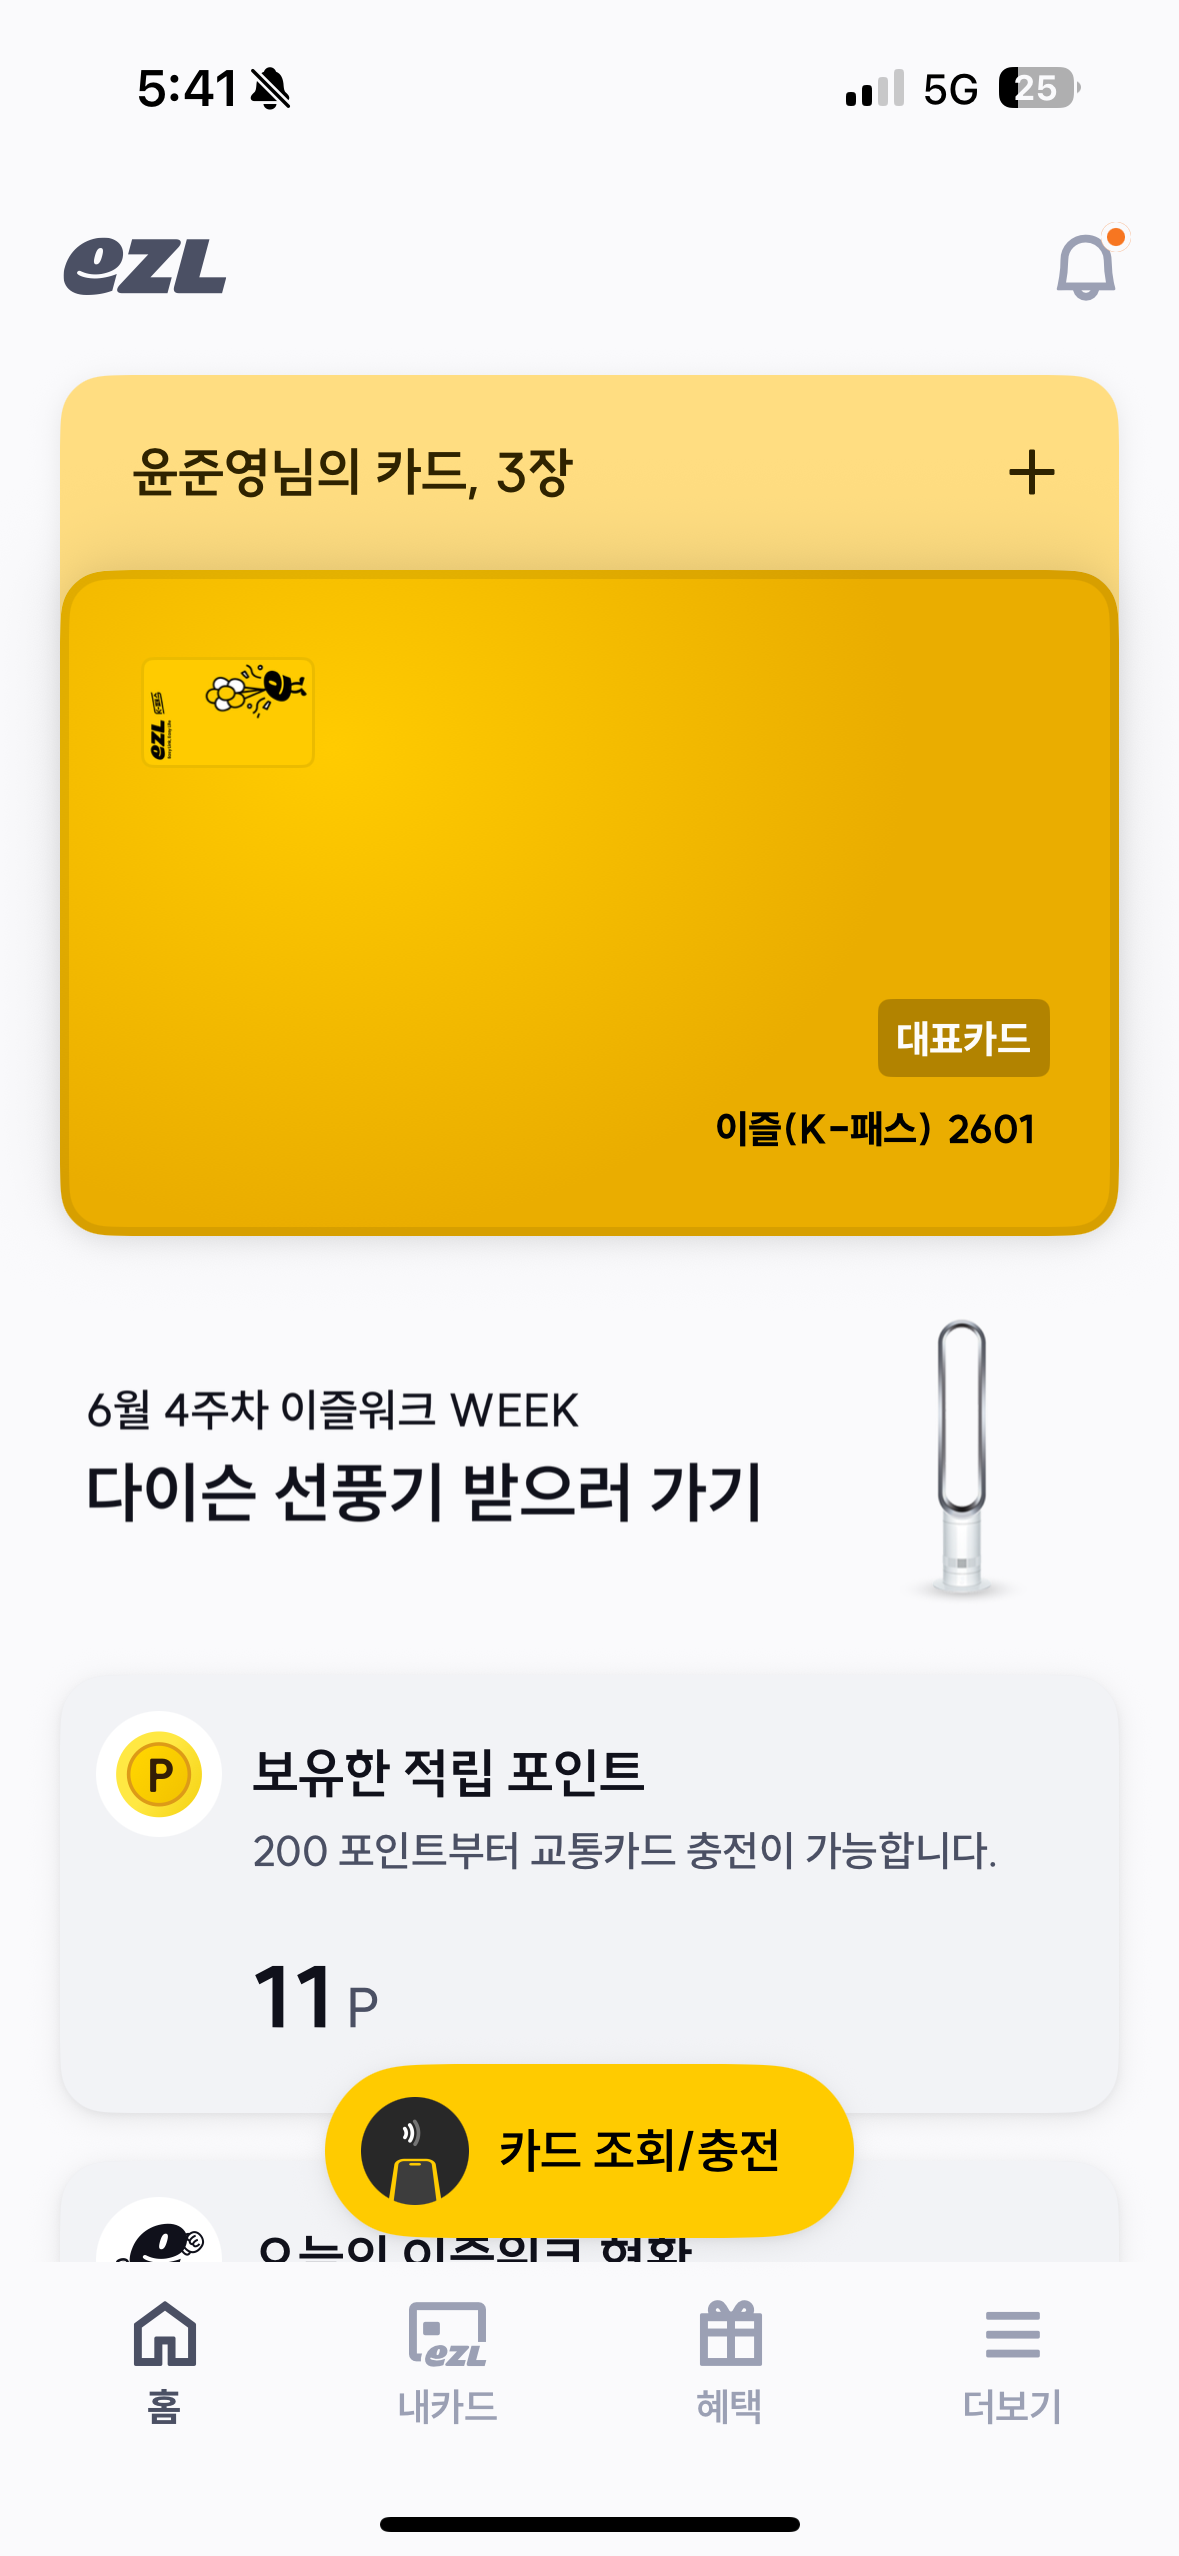 5:41
5G
25
ezL
윤준영님의 카드, 3장
ezL
대표카드
이즐(K-패스) 2601
6월 4주차 이즐워크 WEEK
다이슨 선풍기 받으러 가기
P
보유한 적립 포인트
200 포인트부터 교통카드 충전이 가능합니다.
11 P
카드 조회/충전
ezL
홈
내카드
혜택
더보기